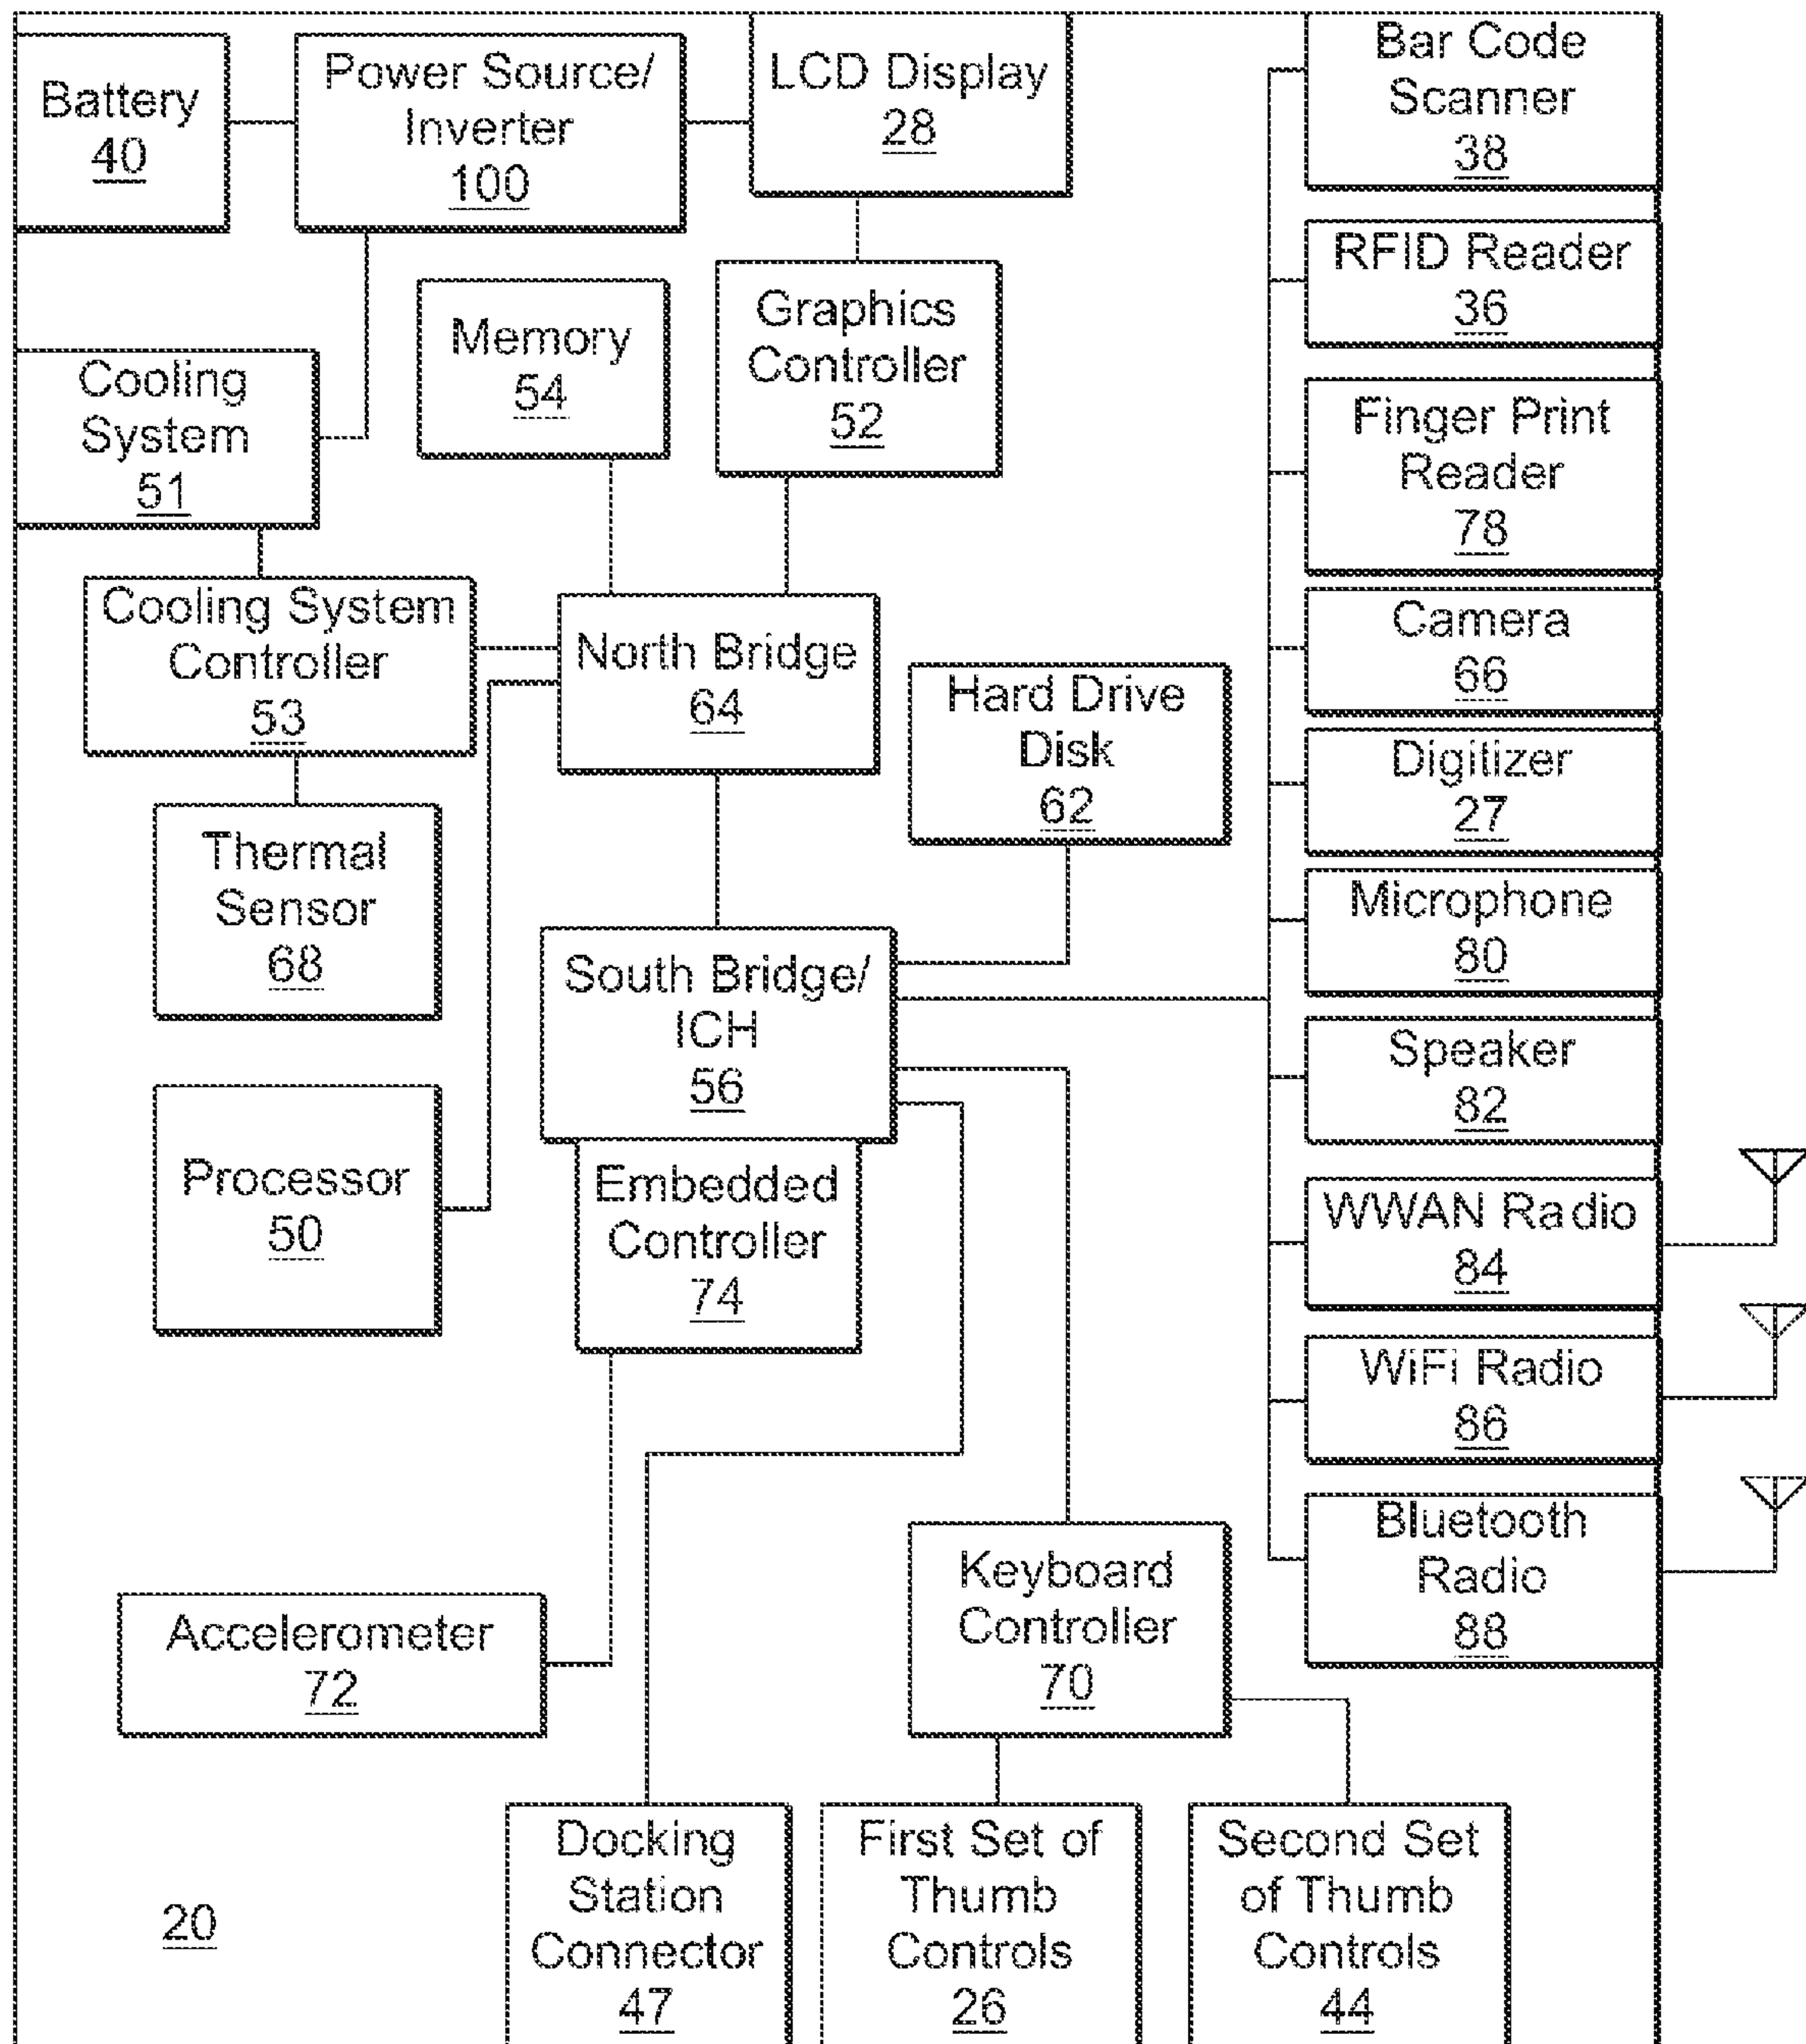 Battery
40
Power Source/
Inverter
100
LCD Display
28
Bar Code
Scanner
38
RFID Reader
36
Memory
54
Graphics
Controller
52
Cooling
System
51
Finger Print
Reader
78
Cooling System
Controller
53
North Bridge
64
Camera
66
Hard Drive
Disk
62
Digitizer
27
Thermal
Sensor
68
Microphone
80
South Bridge/
ICH
56
Speaker
82
Processor
50
Embedded
Controller
74
WWAN Radio
84
WiFi Radio
86
Bluetooth
Radio
88
Keyboard
Controller
70
Accelerometer
72
Docking
Station
Connector
47
First Set of
Thumb
Controls
26
Second Set
of Thumb
Controls
44
20